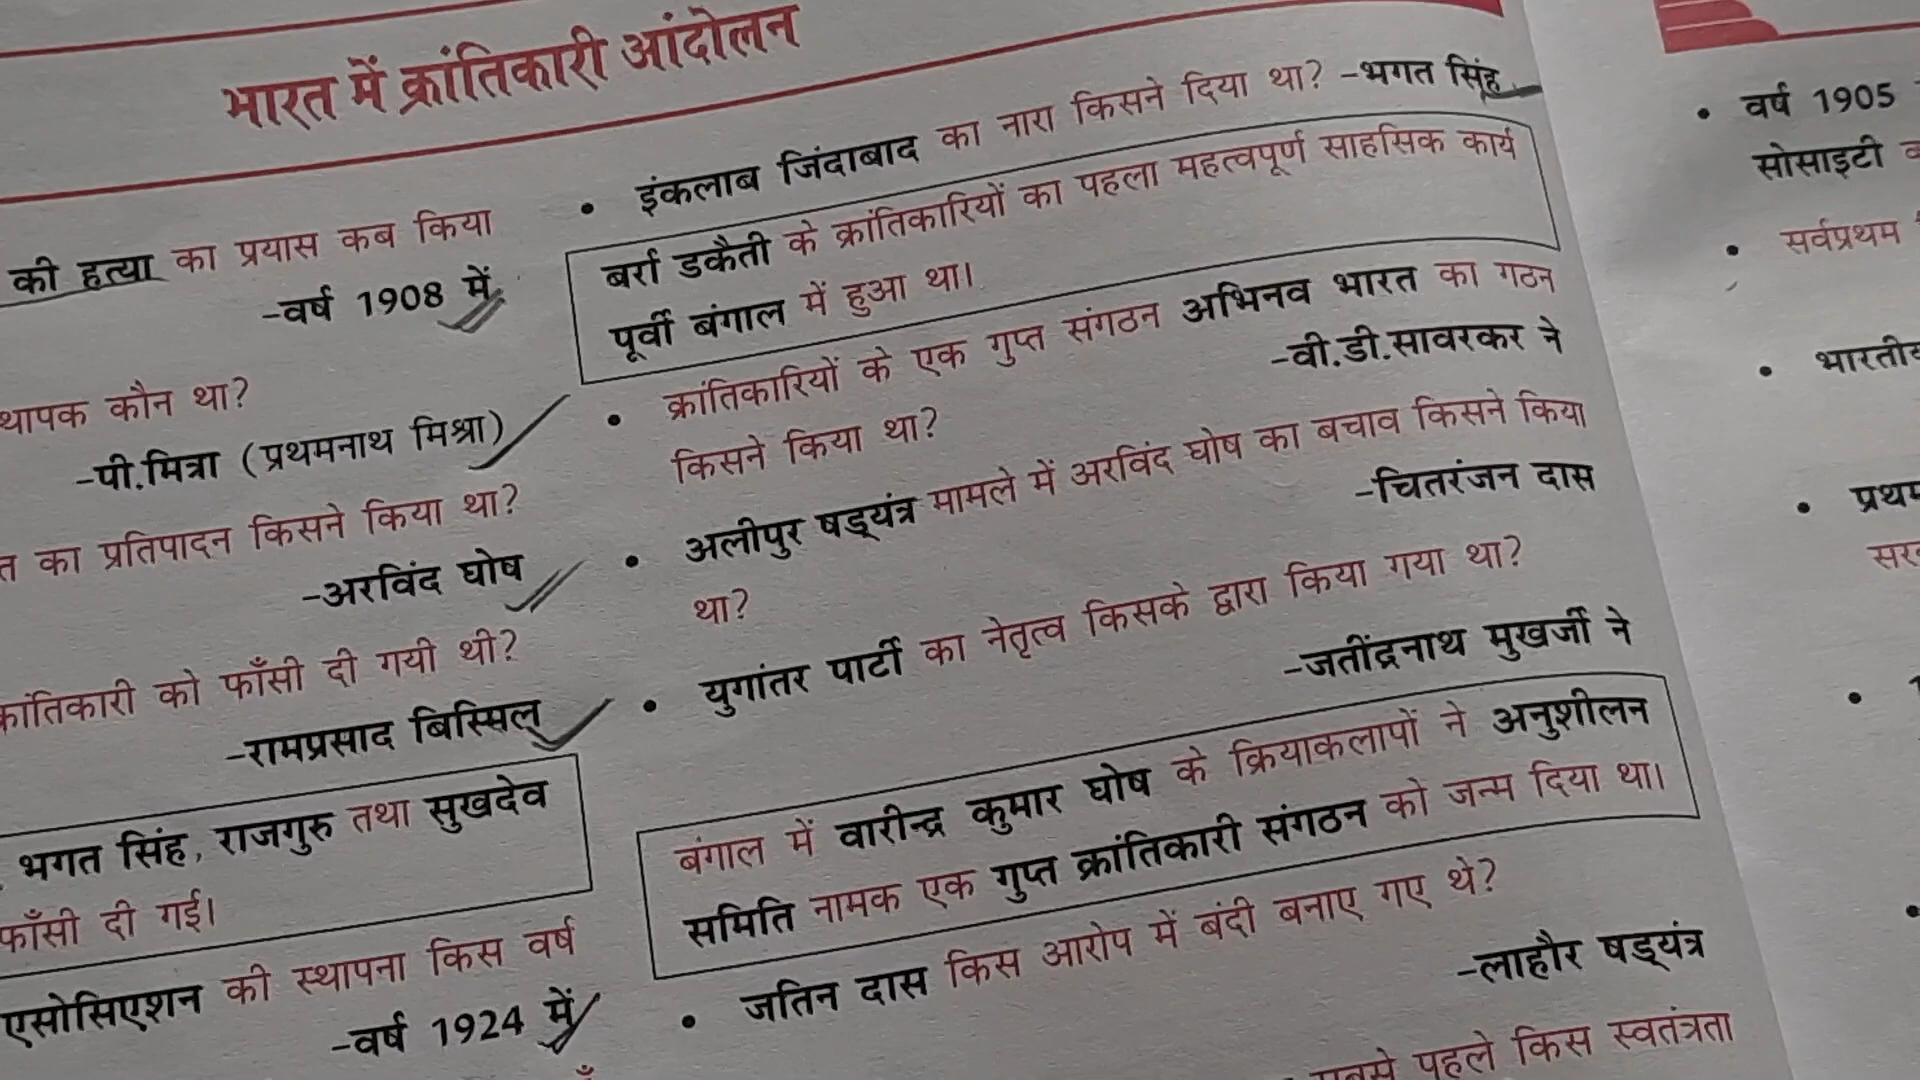 भारत में क्रांतिकारी आंदोलन
की हत्या का प्रयास कब किया
-वर्ष 1908 में
थापक कौन था?
-पी.मित्रा (प्रथमनाथ मिश्रा)
त का प्रतिपादन किसने किया था?
-अरविंद घोष
क्रांतिकारी को फाँसी दी गयी थी?
-रामप्रसाद बिस्मिल
भगत सिंह, राजगुरु तथा सुखदेव
फाँसी दी गई।
एसोसिएशन की स्थापना किस वर्ष
-वर्ष 1924 में
• इंकलाब जिंदाबाद का नारा किसने दिया था? -भगत सिंह
बर्रा डकैती के क्रांतिकारियों का पहला महत्वपूर्ण साहसिक कार्य
पूर्वी बंगाल में हुआ था।
• क्रांतिकारियों के एक गुप्त संगठन अभिनव भारत का गठन
किसने किया था? -वी.डी.सावरकर ने
• अलीपुर षड्यंत्र मामले में अरविंद घोष का बचाव किसने किया
था? -चितरंजन दास
• युगांतर पार्टी का नेतृत्व किसके द्वारा किया गया था?
-जतींद्रनाथ मुखर्जी ने
बंगाल में वारीन्द्र कुमार घोष के क्रियाकलापों ने अनुशीलन
समिति नामक एक गुप्त क्रांतिकारी संगठन को जन्म दिया था।
• जतिन दास किस आरोप में बंदी बनाए गए थे?
-लाहौर षड्यंत्र
पहले किस स्वतंत्रता
• वर्ष 1905
सोसाइटी
• सर्वप्रथम
• भारतीय
• प्रथम